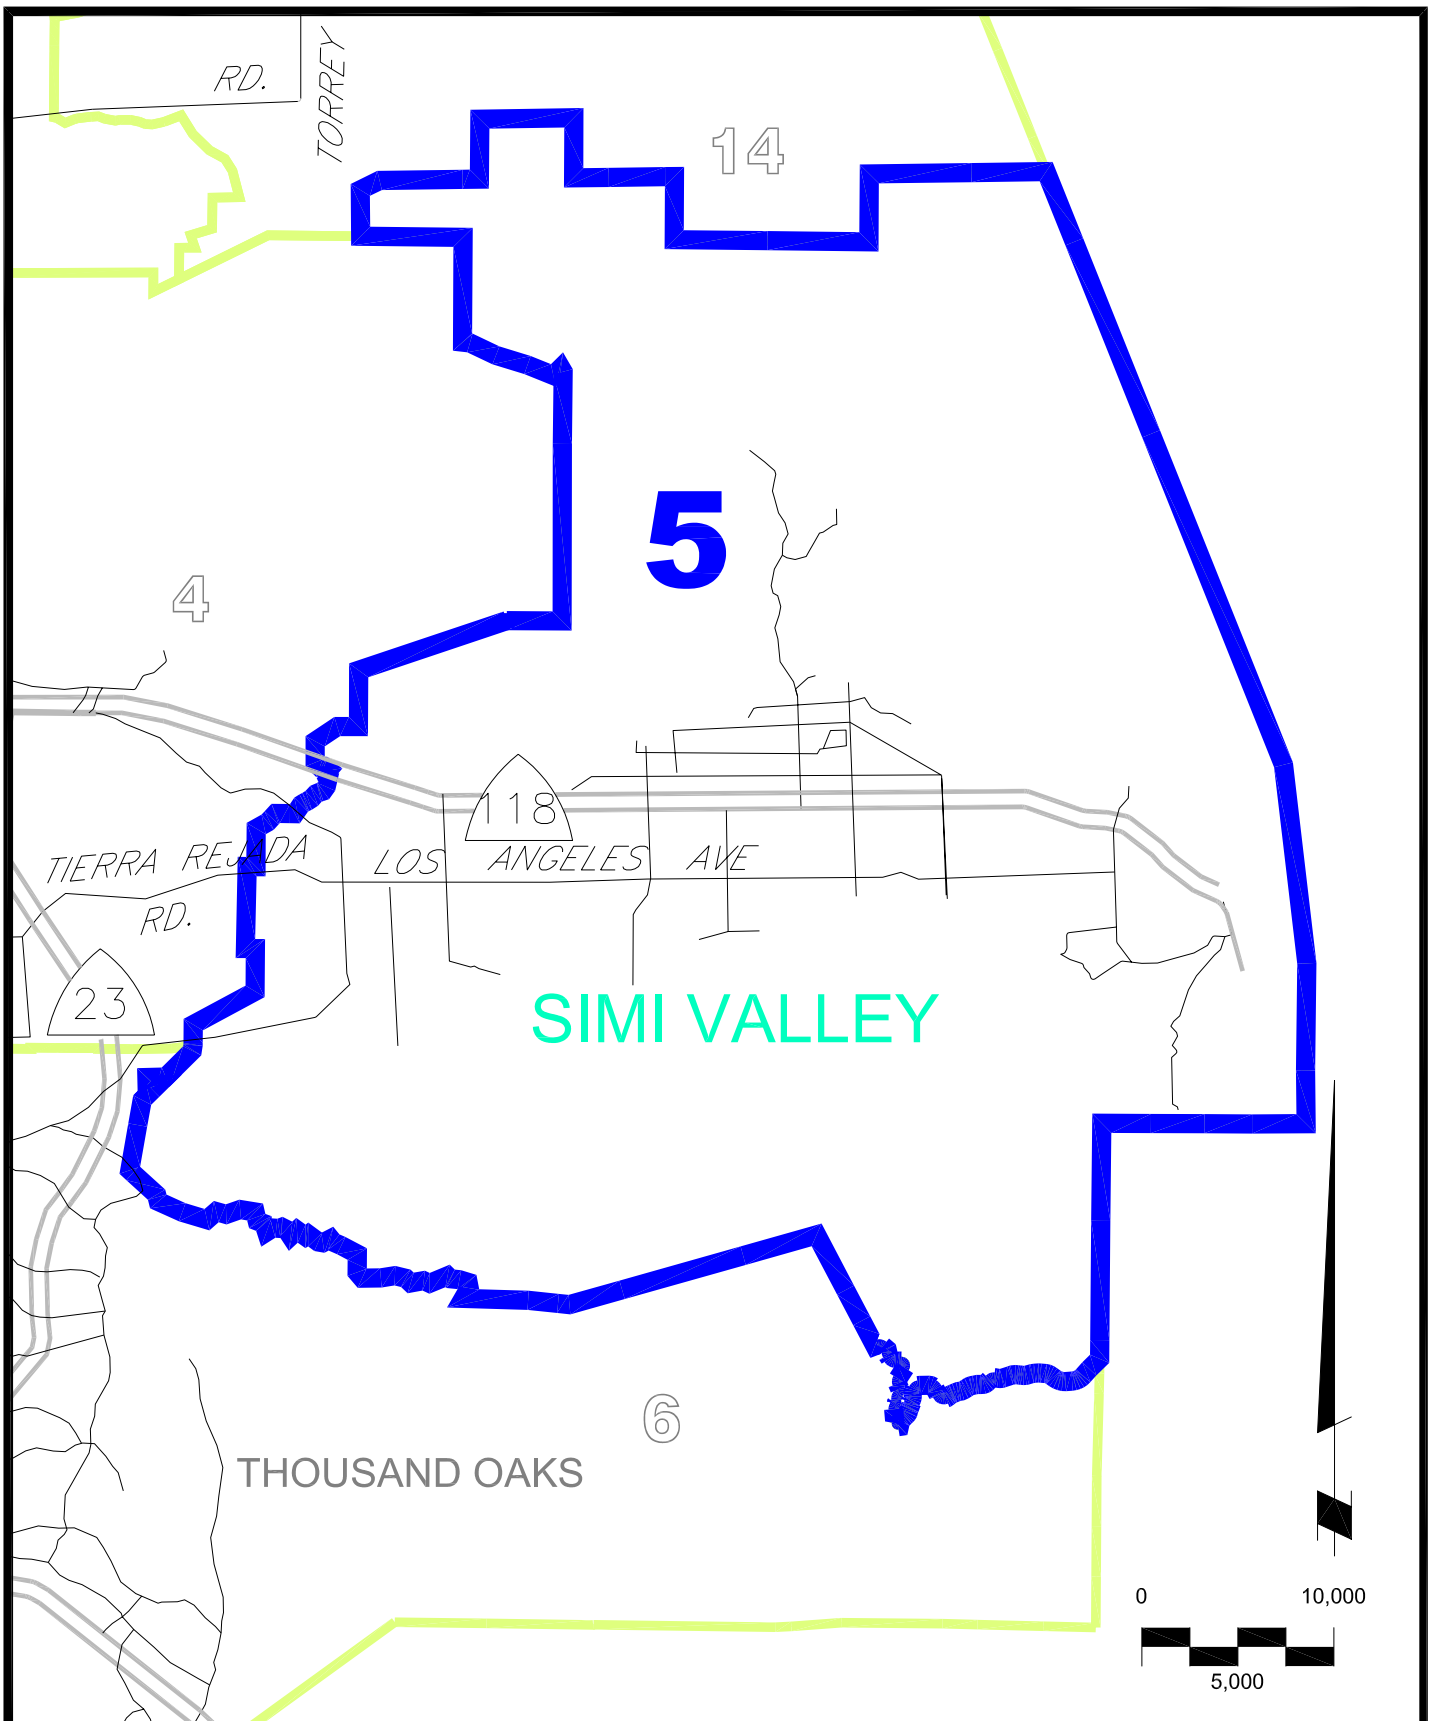 RD.
TORREY
14
5
4
118
TIERRA REJADA RD.
LOS ANGELES AVE
23
SIMI VALLEY
6
THOUSAND OAKS
0 10,000
5,000